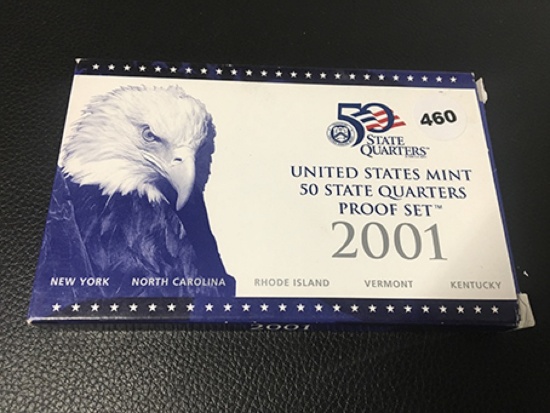 50
STATE
QUARTERS™
460
UNITED STATES MINT
50 STATE QUARTERS
PROOF SET™
2001
NEW YORK NORTH CAROLINA RHODE ISLAND VERMONT KENTUCKY
2001